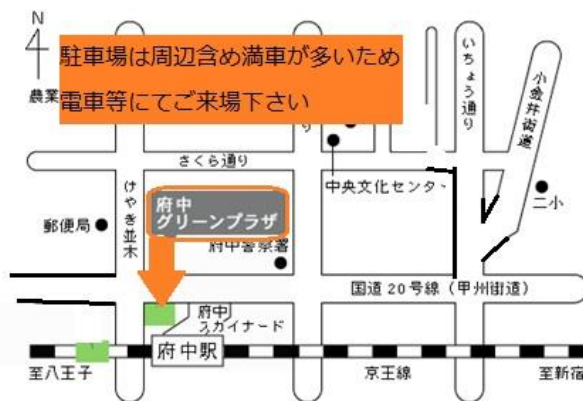 N
駐車場は周辺含め満車が多いため
電車等にてご来場下さい
農業
り
いちょう通り
小金井街道
さくら通り
中央文化センター
二小
けやき並木
府中
グリーンプラザ
郵便局
府中警察署
国道20号線（甲州街道）
府中
スカイナード
府中駅
至八王子
京王線
至新宿